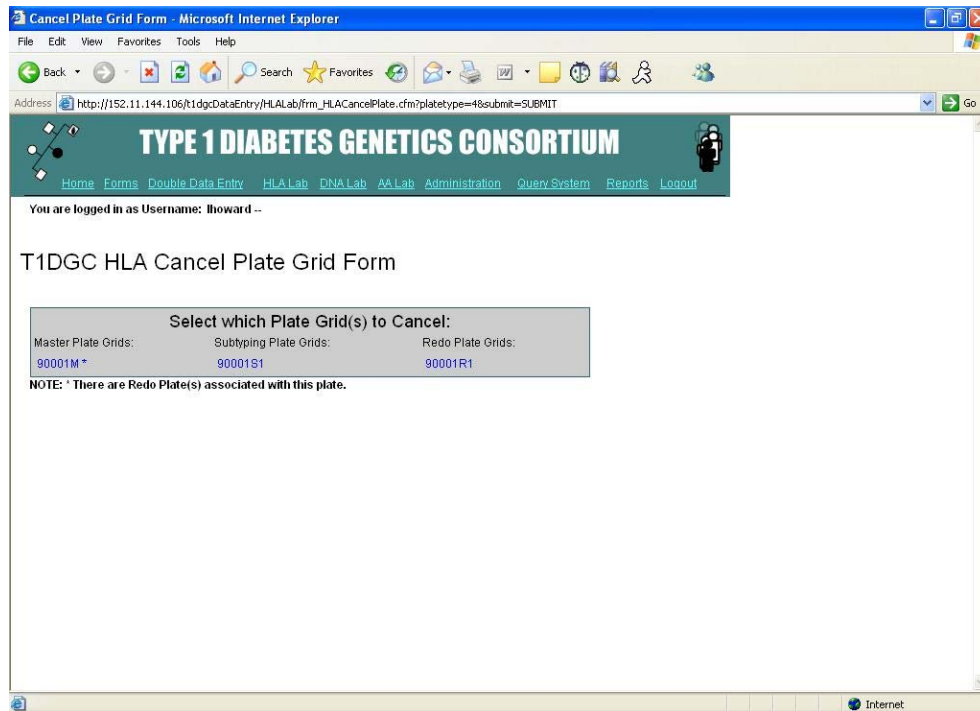 Cancel Plate Grid Form - Microsoft Internet Explorer
File Edit View Favorites Tools Help
Back Search Favorites
Address http://152.11.144.106/t1dgcDataEntry/HLALab/frm_HLACancelPlate.cfm?platetype=4&submit=SUBMIT Go
TYPE 1 DIABETES GENETICS CONSORTIUM
Home Forms Double Data Entry HLA Lab DNA Lab AA Lab Administration Query System Reports Logout
You are logged in as Username: lhoward --
T1DGC HLA Cancel Plate Grid Form
Select which Plate Grid(s) to Cancel:
Master Plate Grids: Subtyping Plate Grids: Redo Plate Grids:
90001M * 90001S1 90001R1
NOTE: * There are Redo Plate(s) associated with this plate.
Internet